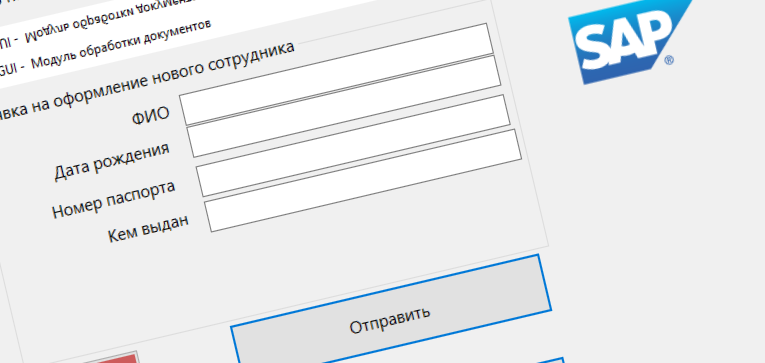 UI - Модуль обработки документов
GUI - Модуль обработки документов
SAP
®
явка на оформление нового сотрудника
ФИО
Дата рождения
Номер паспорта
Кем выдан
Отправить